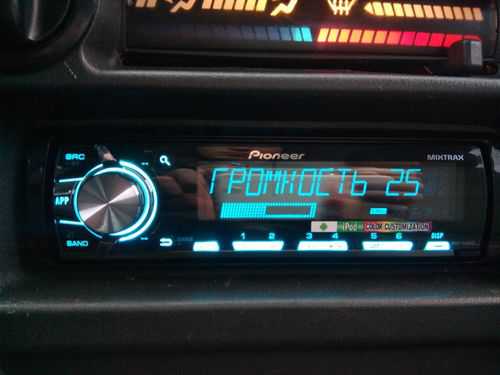 Pioneer
MIXTRAX
SRC
ГРОМКОСТЬ 25
APP
iPod COLOR CUSTOMIZATION
BAND
1 2 3 4 5 6 DISP